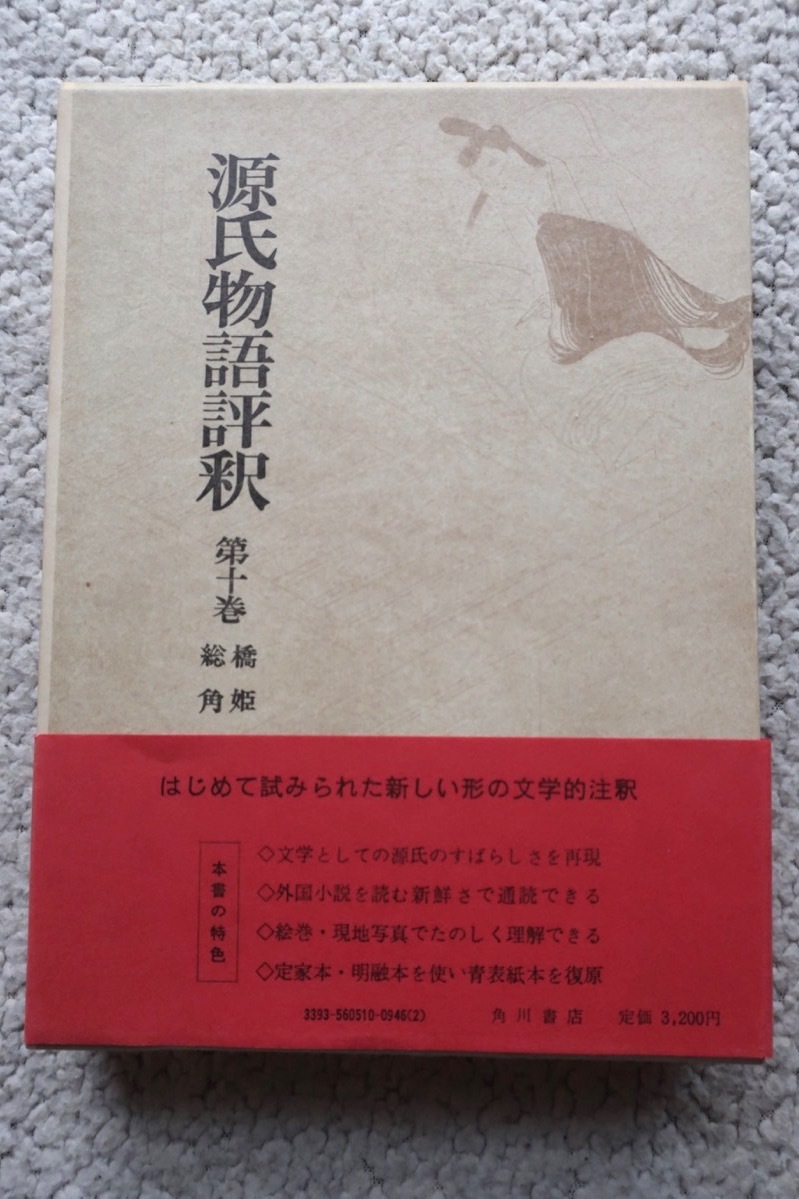 源氏物語評釈
第十巻
橋姫
総角
はじめて試みられた新しい形の文学的注釈
本書の特色
◇文学としての源氏のすばらしさを再現
◇外国小説を読む新鮮さで通読できる
◇絵巻・現地写真でたのしく理解できる
◇定家本・明融本を使い青表紙本を復原
3393-560510-0946(2) 角川書店 定価 3,200円